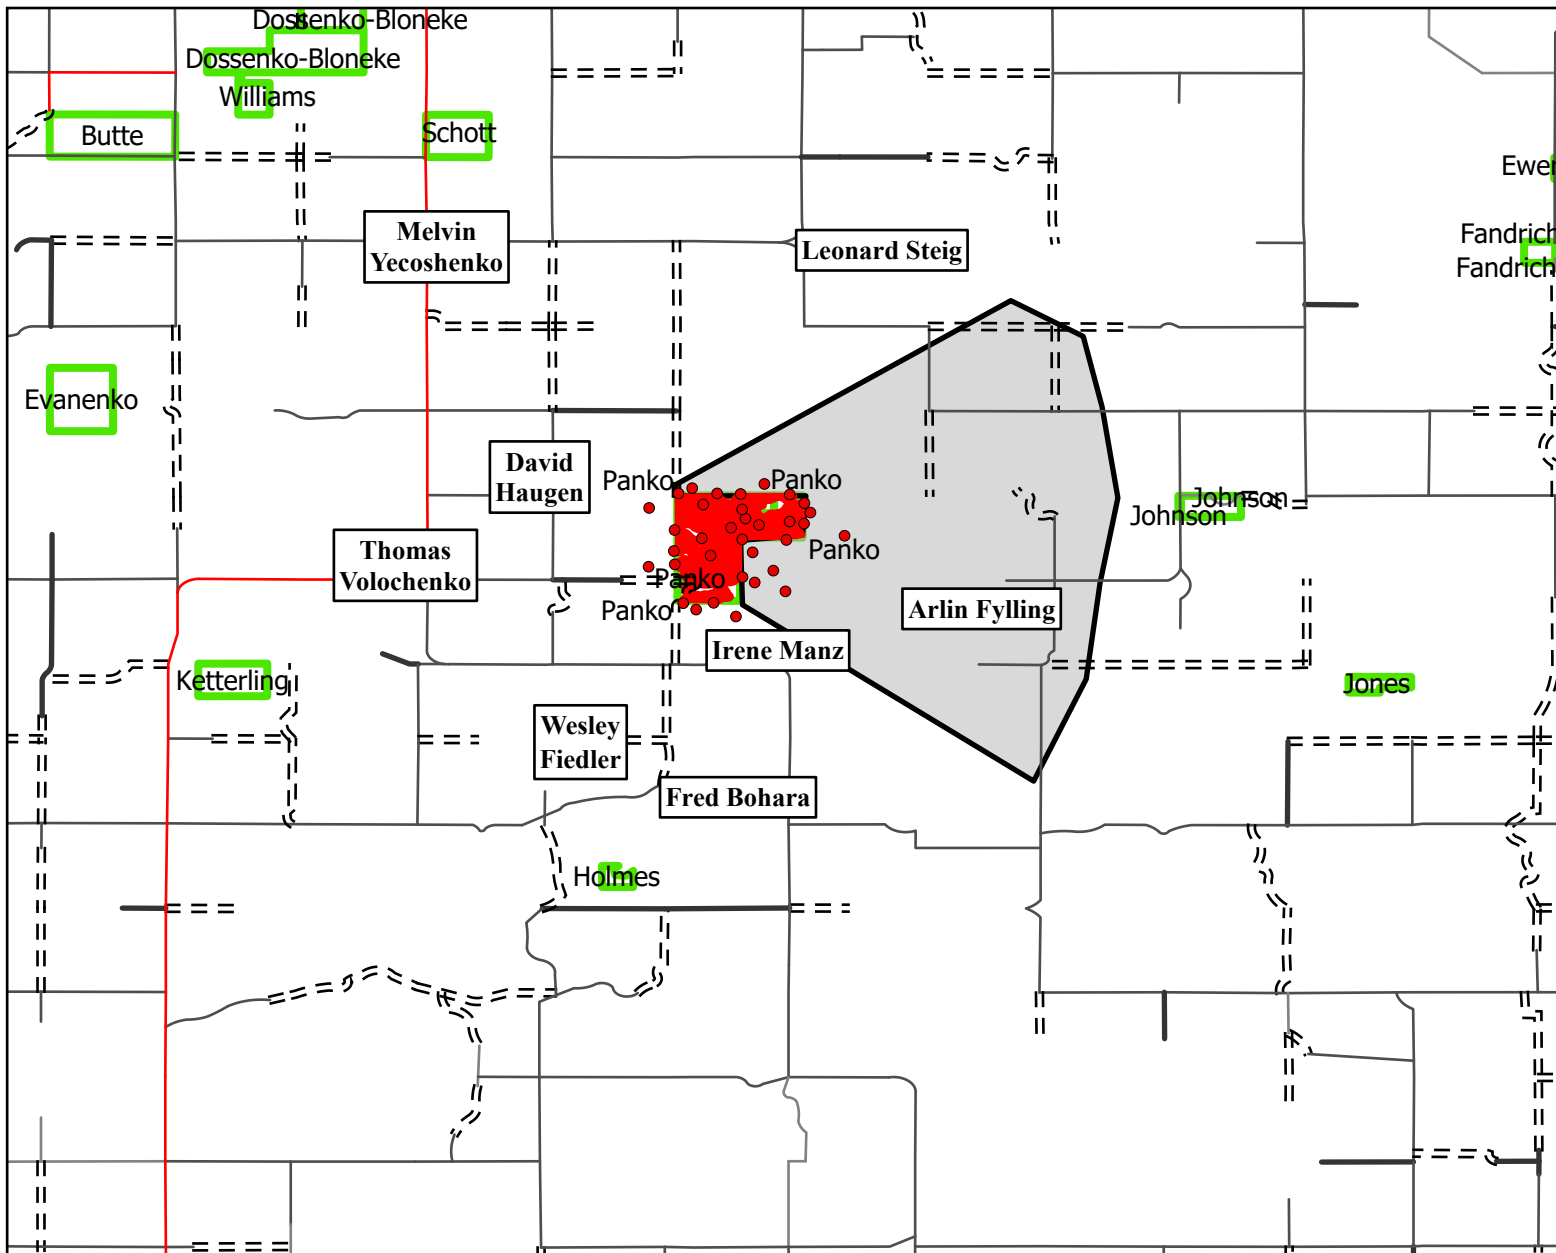 Dossenko-Bloneke
Dossenko-Bloneke
Williams
Butte
Schott
Melvin
Yecoshenko
Leonard Steig
Fandrich
Fandrich
Evanenko
David
Haugen
Panko
Panko
Johnson
Johnson
Panko
Thomas
Volochenko
Panko
Panko
Arlin Fylling
Irene Manz
Ketterling
Jones
Wesley
Fiedler
Fred Bohara
Holmes